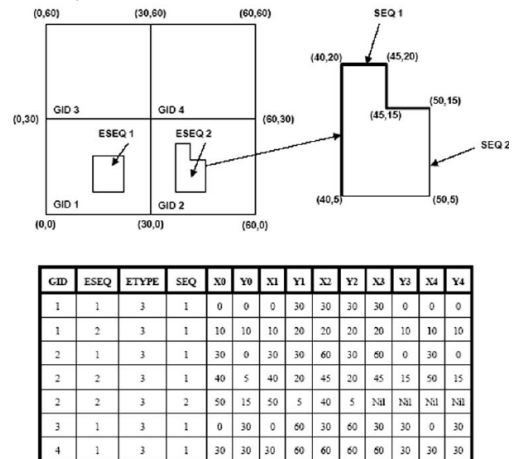 (0,60) (30,60) (60,60)
SEQ 1
(40,20) (45,20)
GID 3 GID 4
(50,15)
(45,15)
(0,30) (60,30)
ESEQ 1 ESEQ 2
SEQ 2
GID 1 GID 2
(40,5) (50,5)
(0,0) (30,0) (60,0)
GID ESEQ ETYPE SEQ X0 Y0 X1 Y1 X2 Y2 X3 Y3 X4 Y4
1 1 3 1 0 0 0 30 30 30 30 0 0 0
1 2 3 1 10 10 10 20 20 20 20 10 10 10
2 1 3 1 30 0 30 30 60 30 60 0 30 0
2 2 3 1 40 5 40 20 45 20 45 15 50 15
2 2 3 2 50 15 50 5 40 5 Nil Nil Nil Nil
3 1 3 1 0 30 0 60 30 60 30 30 0 30
4 1 3 1 30 30 30 60 60 60 60 30 30 30